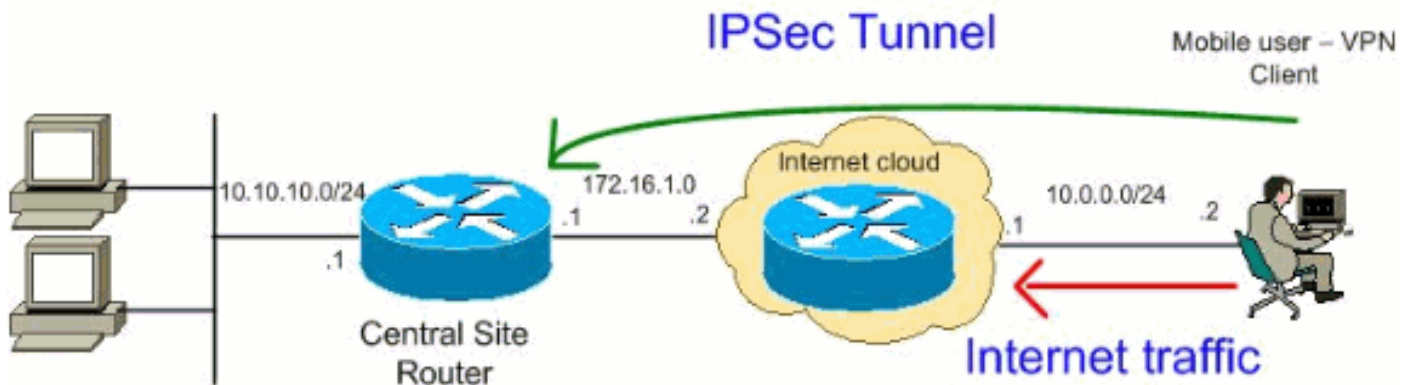 IPSec Tunnel
Mobile user – VPN
Client
Internet cloud
10.10.10.0/24
172.16.1.0
10.0.0.0/24
.1
.1
.2
.1
.2
Central Site
Router
Internet traffic